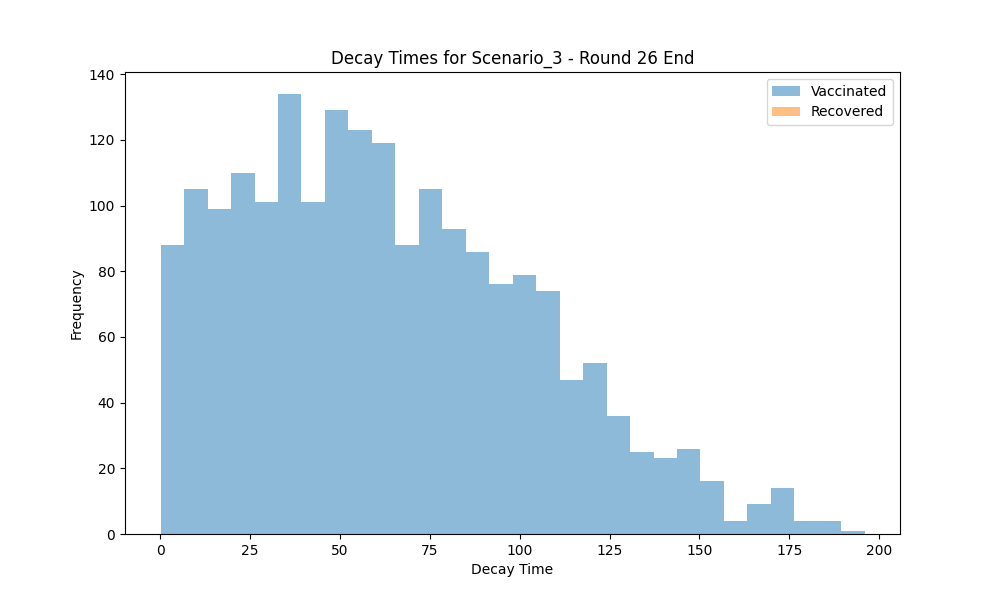 Decay Times for Scenario_3 - Round 26 End
Vaccinated
Recovered
140
120
100
80
60
40
20
0
Frequency
0 25 50 75 100 125 150 175 200
Decay Time